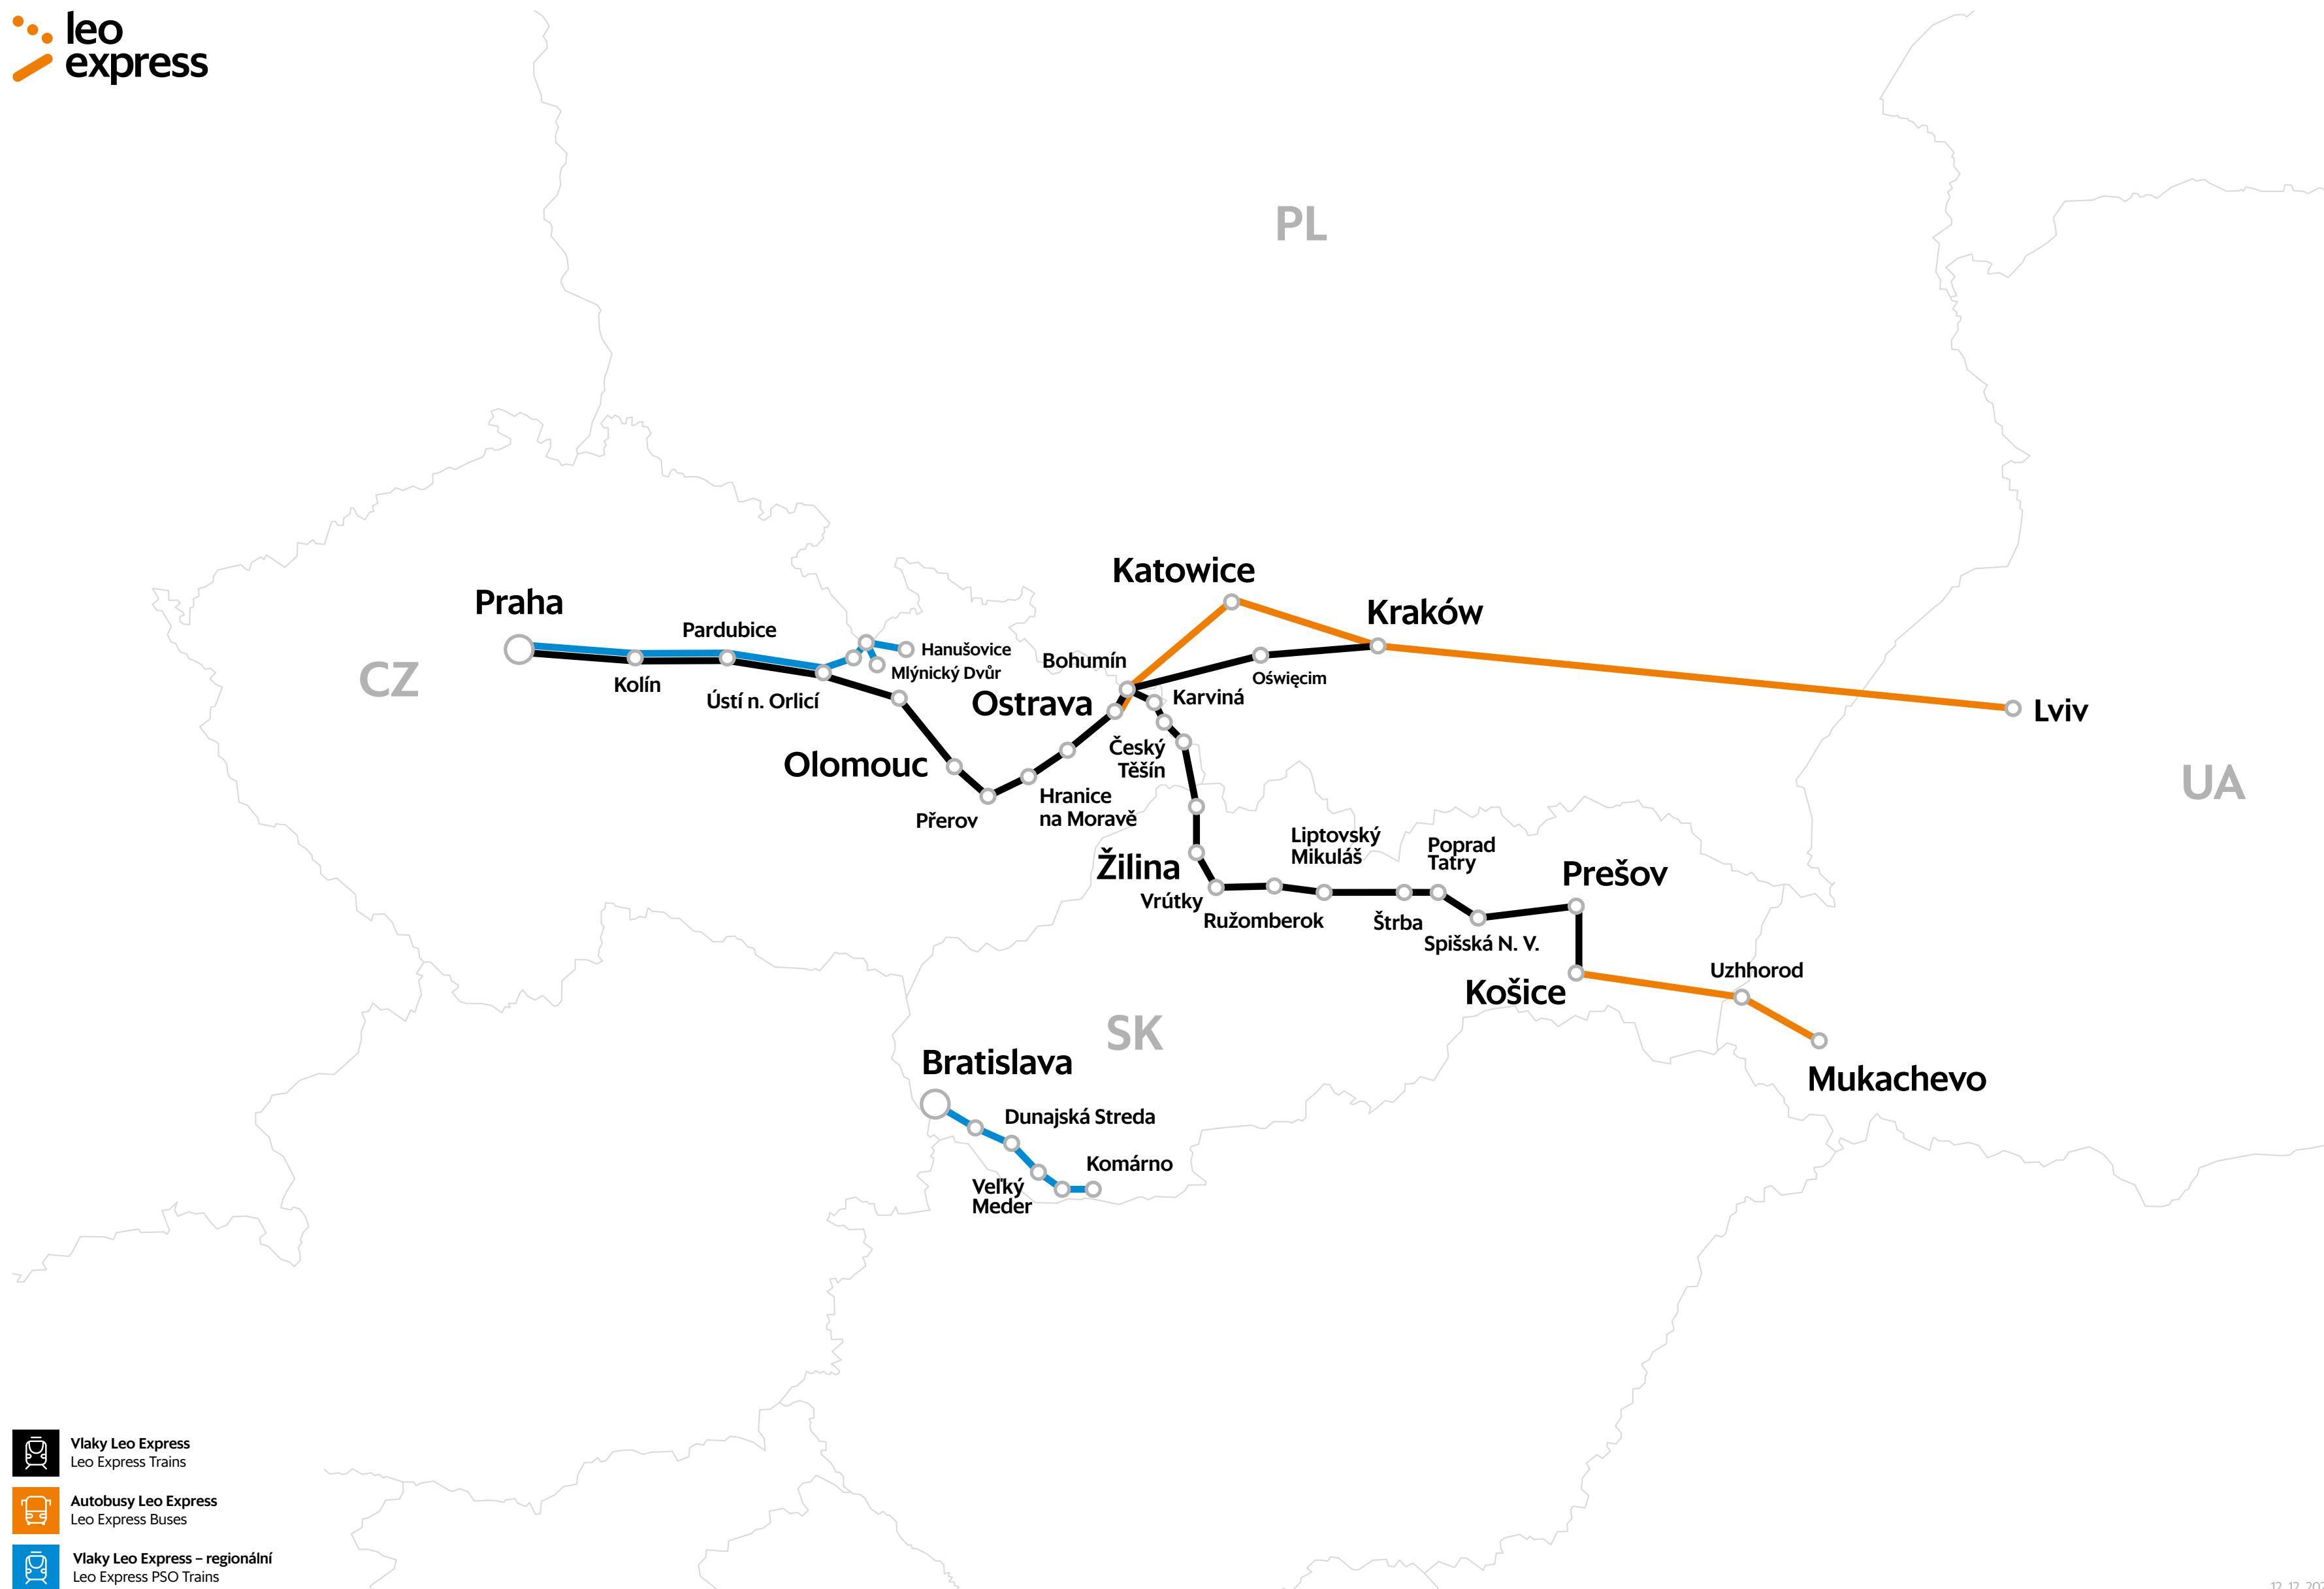 leo
express
PL
Katowice
Praha
Kraków
Pardubice
Hanušovice
Bohumín
Mlýnický Dvůr
Oświęcim
CZ
Kolín
Ústí n. Orlicí
Ostrava
Karviná
Lviv
Český
Těšín
Olomouc
UA
Hranice
na Moravě
Přerov
Liptovský
Mikuláš
Poprad
Tatry
Žilina
Prešov
Vrútky
Ružomberok
Štrba
Spišská N. V.
Uzhhorod
Košice
SK
Bratislava
Mukachevo
Dunajská Streda
Komárno
Veľký
Meder
Vlaky Leo Express
Leo Express Trains
Autobusy Leo Express
Leo Express Buses
Vlaky Leo Express – regionální
Leo Express PSO Trains
12. 12.